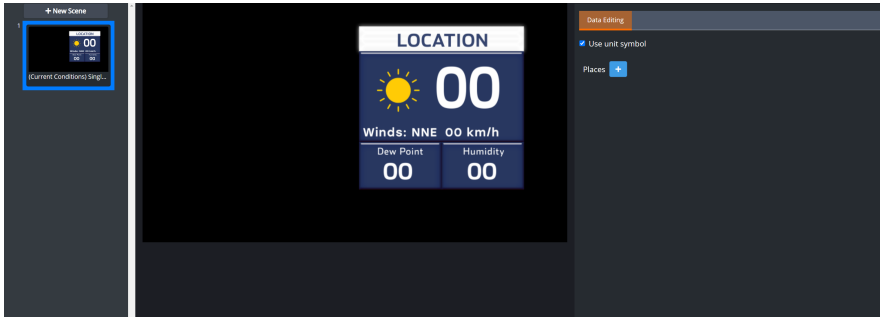 + New Scene
1
LOCATION
00
(Current Conditions) Singl...
LOCATION
00
Winds: NNE 00 km/h
Dew Point
Humidity
00
00
Data Editing
Use unit symbol
Places +